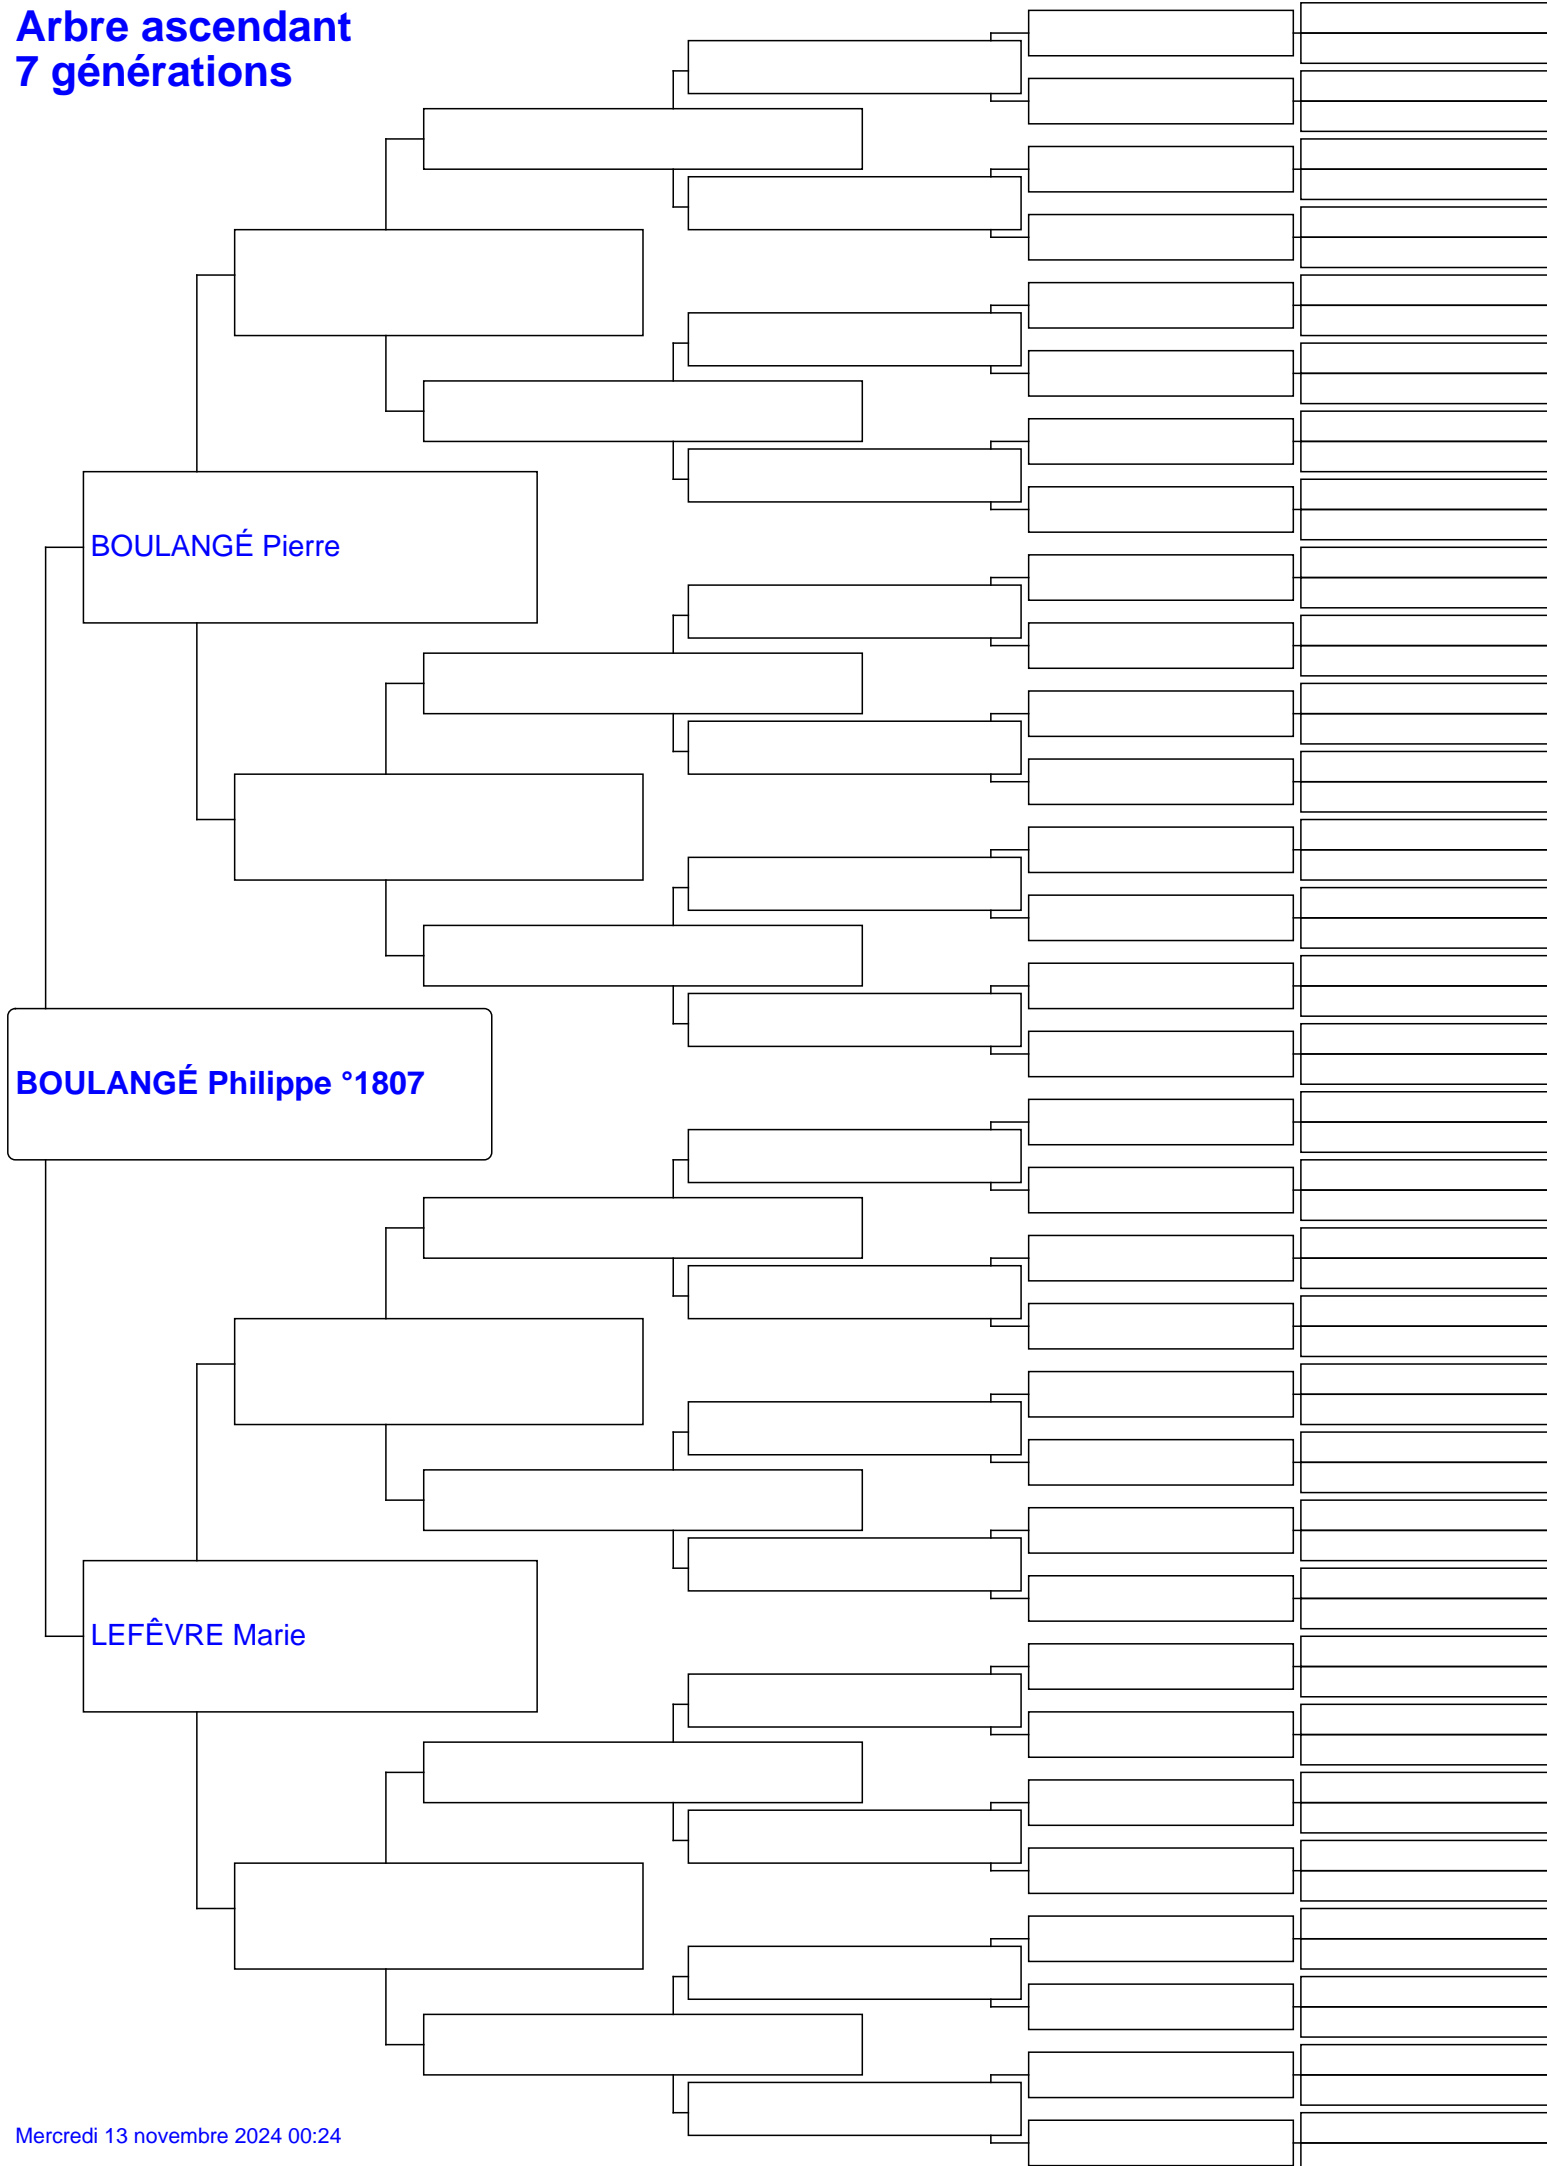 Arbre ascendant
7 générations
BOULANGÉ Pierre
BOULANGÉ Philippe °1807
LEFÊVRE Marie
Mercredi 13 novembre 2024 00:24